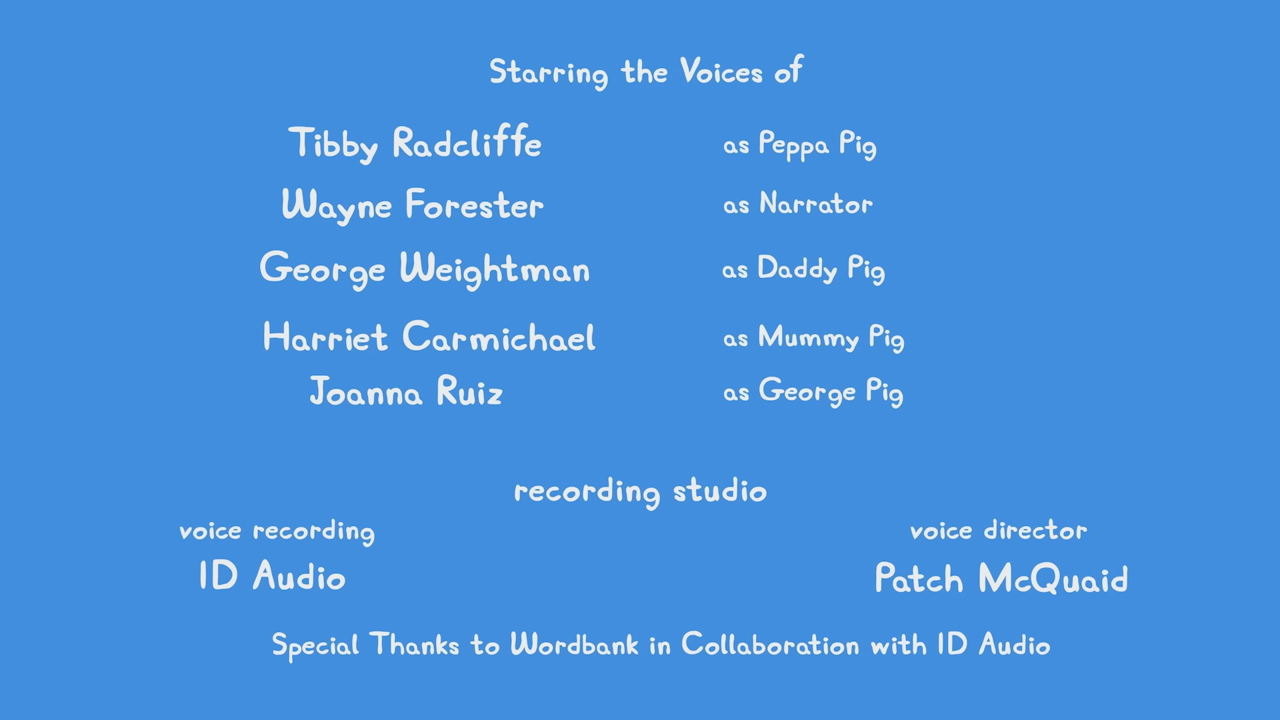 Starring the Voices of
Tibby Radcliffe as Peppa Pig
Wayne Forester as Narrator
George Weightman as Daddy Pig
Harriet Carmichael as Mummy Pig
Joanna Ruiz as George Pig
recording studio
voice recording voice director
ID Audio Patch McQuaid
Special Thanks to Wordbank in Collaboration with ID Audio